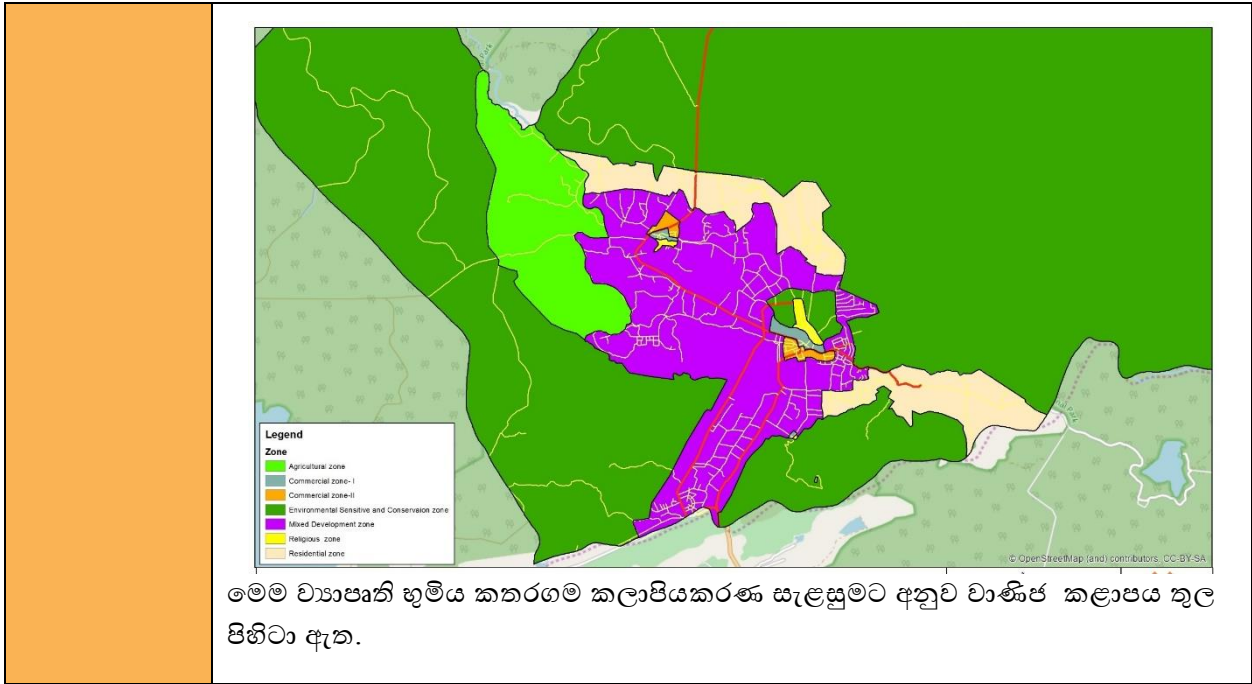 Legend
Zone
Agricultural zone
Commercial zone- I
Commercial zone-II
Environmental Sensitive and Conservaion zone
Mixed Development zone
Religious zone
Residential zone
© OpenStreetMap (and) contributors, CC-BY-SA
මෙම ව්‍යාපෘති භුමිය කතරගම කලාපියකරණ සැළසුමට අනුව වාණිජ කළාපය තුල
පිහිටා ඇත.